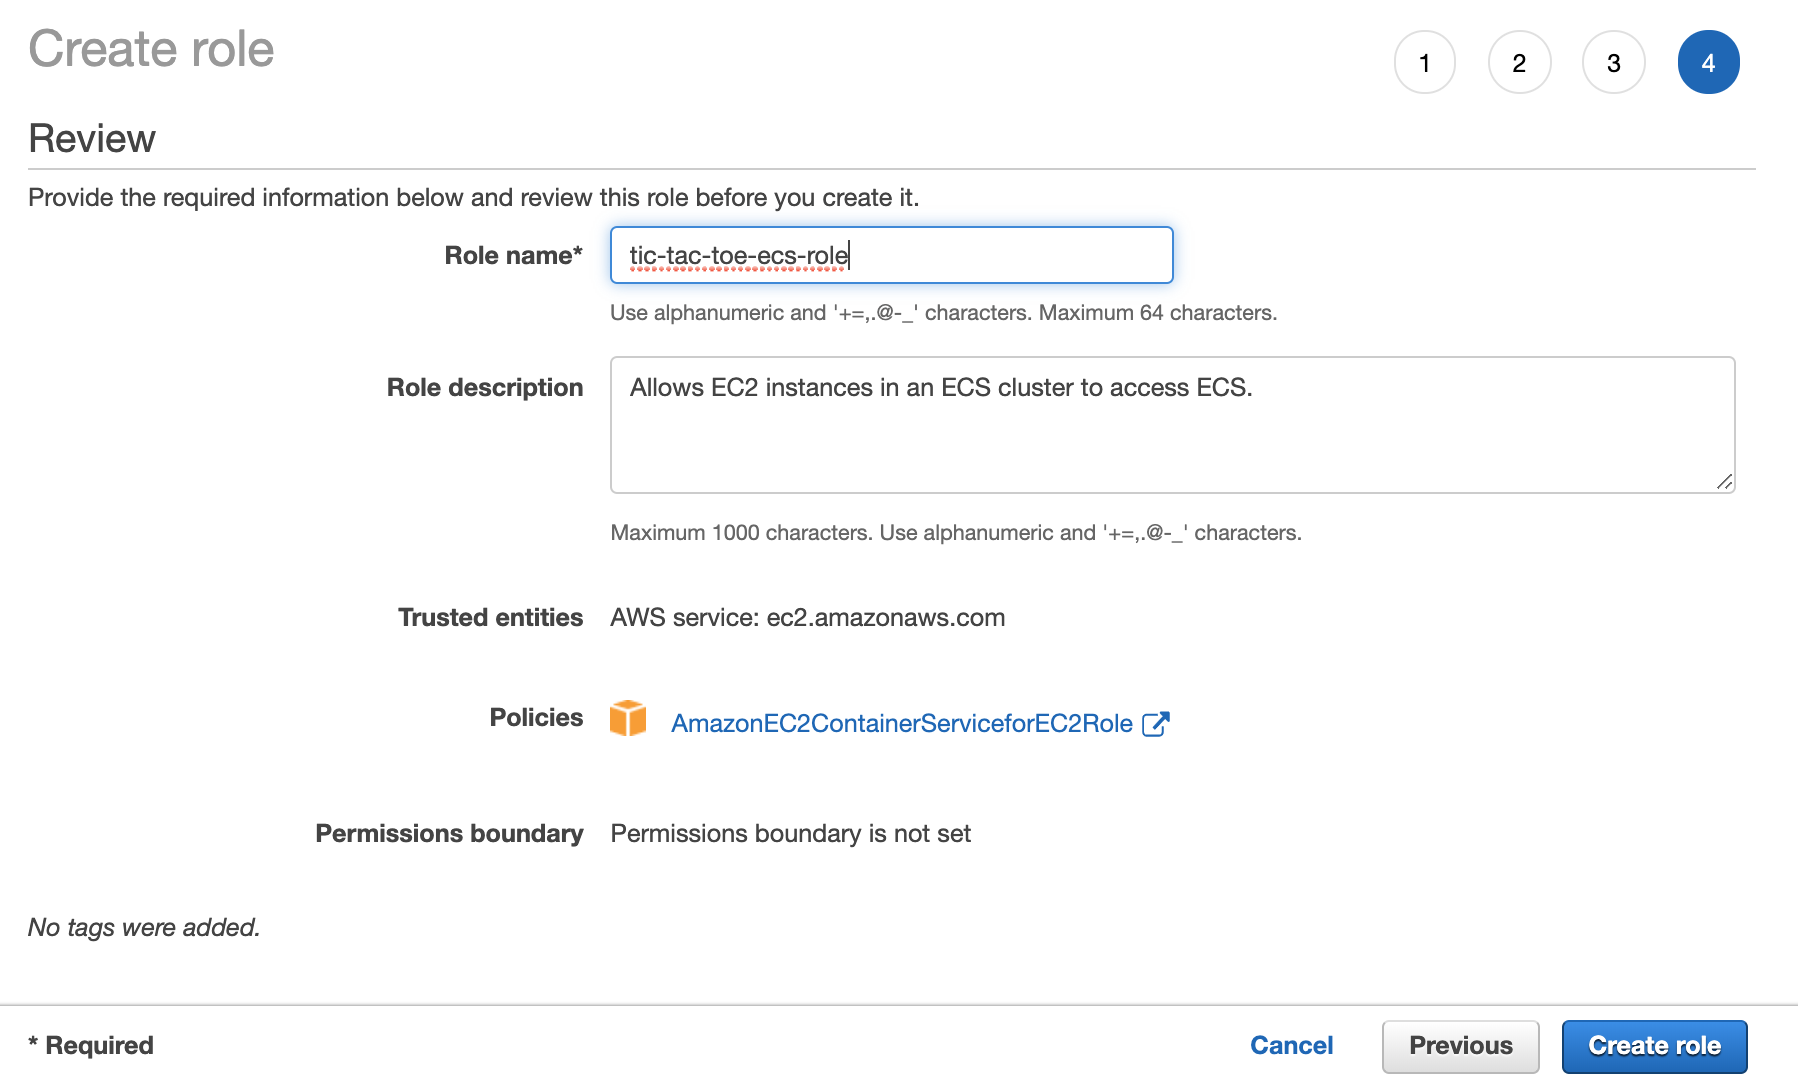 Create role
1 2 3 4
Review
Provide the required information below and review this role before you create it.
Role name* tic-tac-toe-ecs-role
Use alphanumeric and '+=,.@-_' characters. Maximum 64 characters.
Role description Allows EC2 instances in an ECS cluster to access ECS.
Maximum 1000 characters. Use alphanumeric and '+=,.@-_' characters.
Trusted entities AWS service: ec2.amazonaws.com
Policies AmazonEC2ContainerServiceforEC2Role
Permissions boundary Permissions boundary is not set
No tags were added.
* Required Cancel Previous Create role